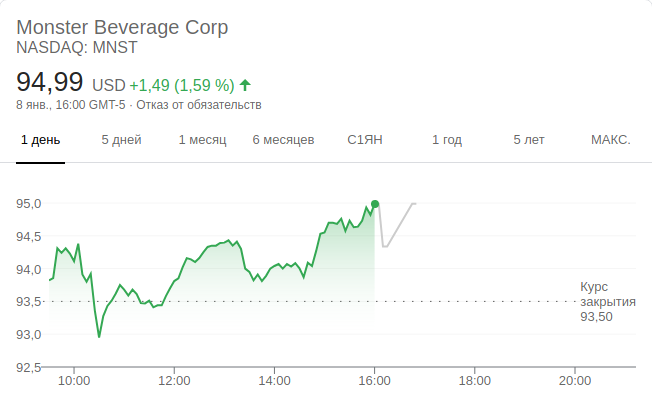 Monster Beverage Corp
NASDAQ: MNST
94,99 USD +1,49 (1,59 %) ↑
8 янв., 16:00 GMT-5 · Отказ от обязательств
1 день 5 дней 1 месяц 6 месяцев С1ЯН 1 год 5 лет МАКС.
95,0
94,5
94,0
93,5
93,0
92,5
Курс
закрытия
93,50
10:00 12:00 14:00 16:00 18:00 20:00